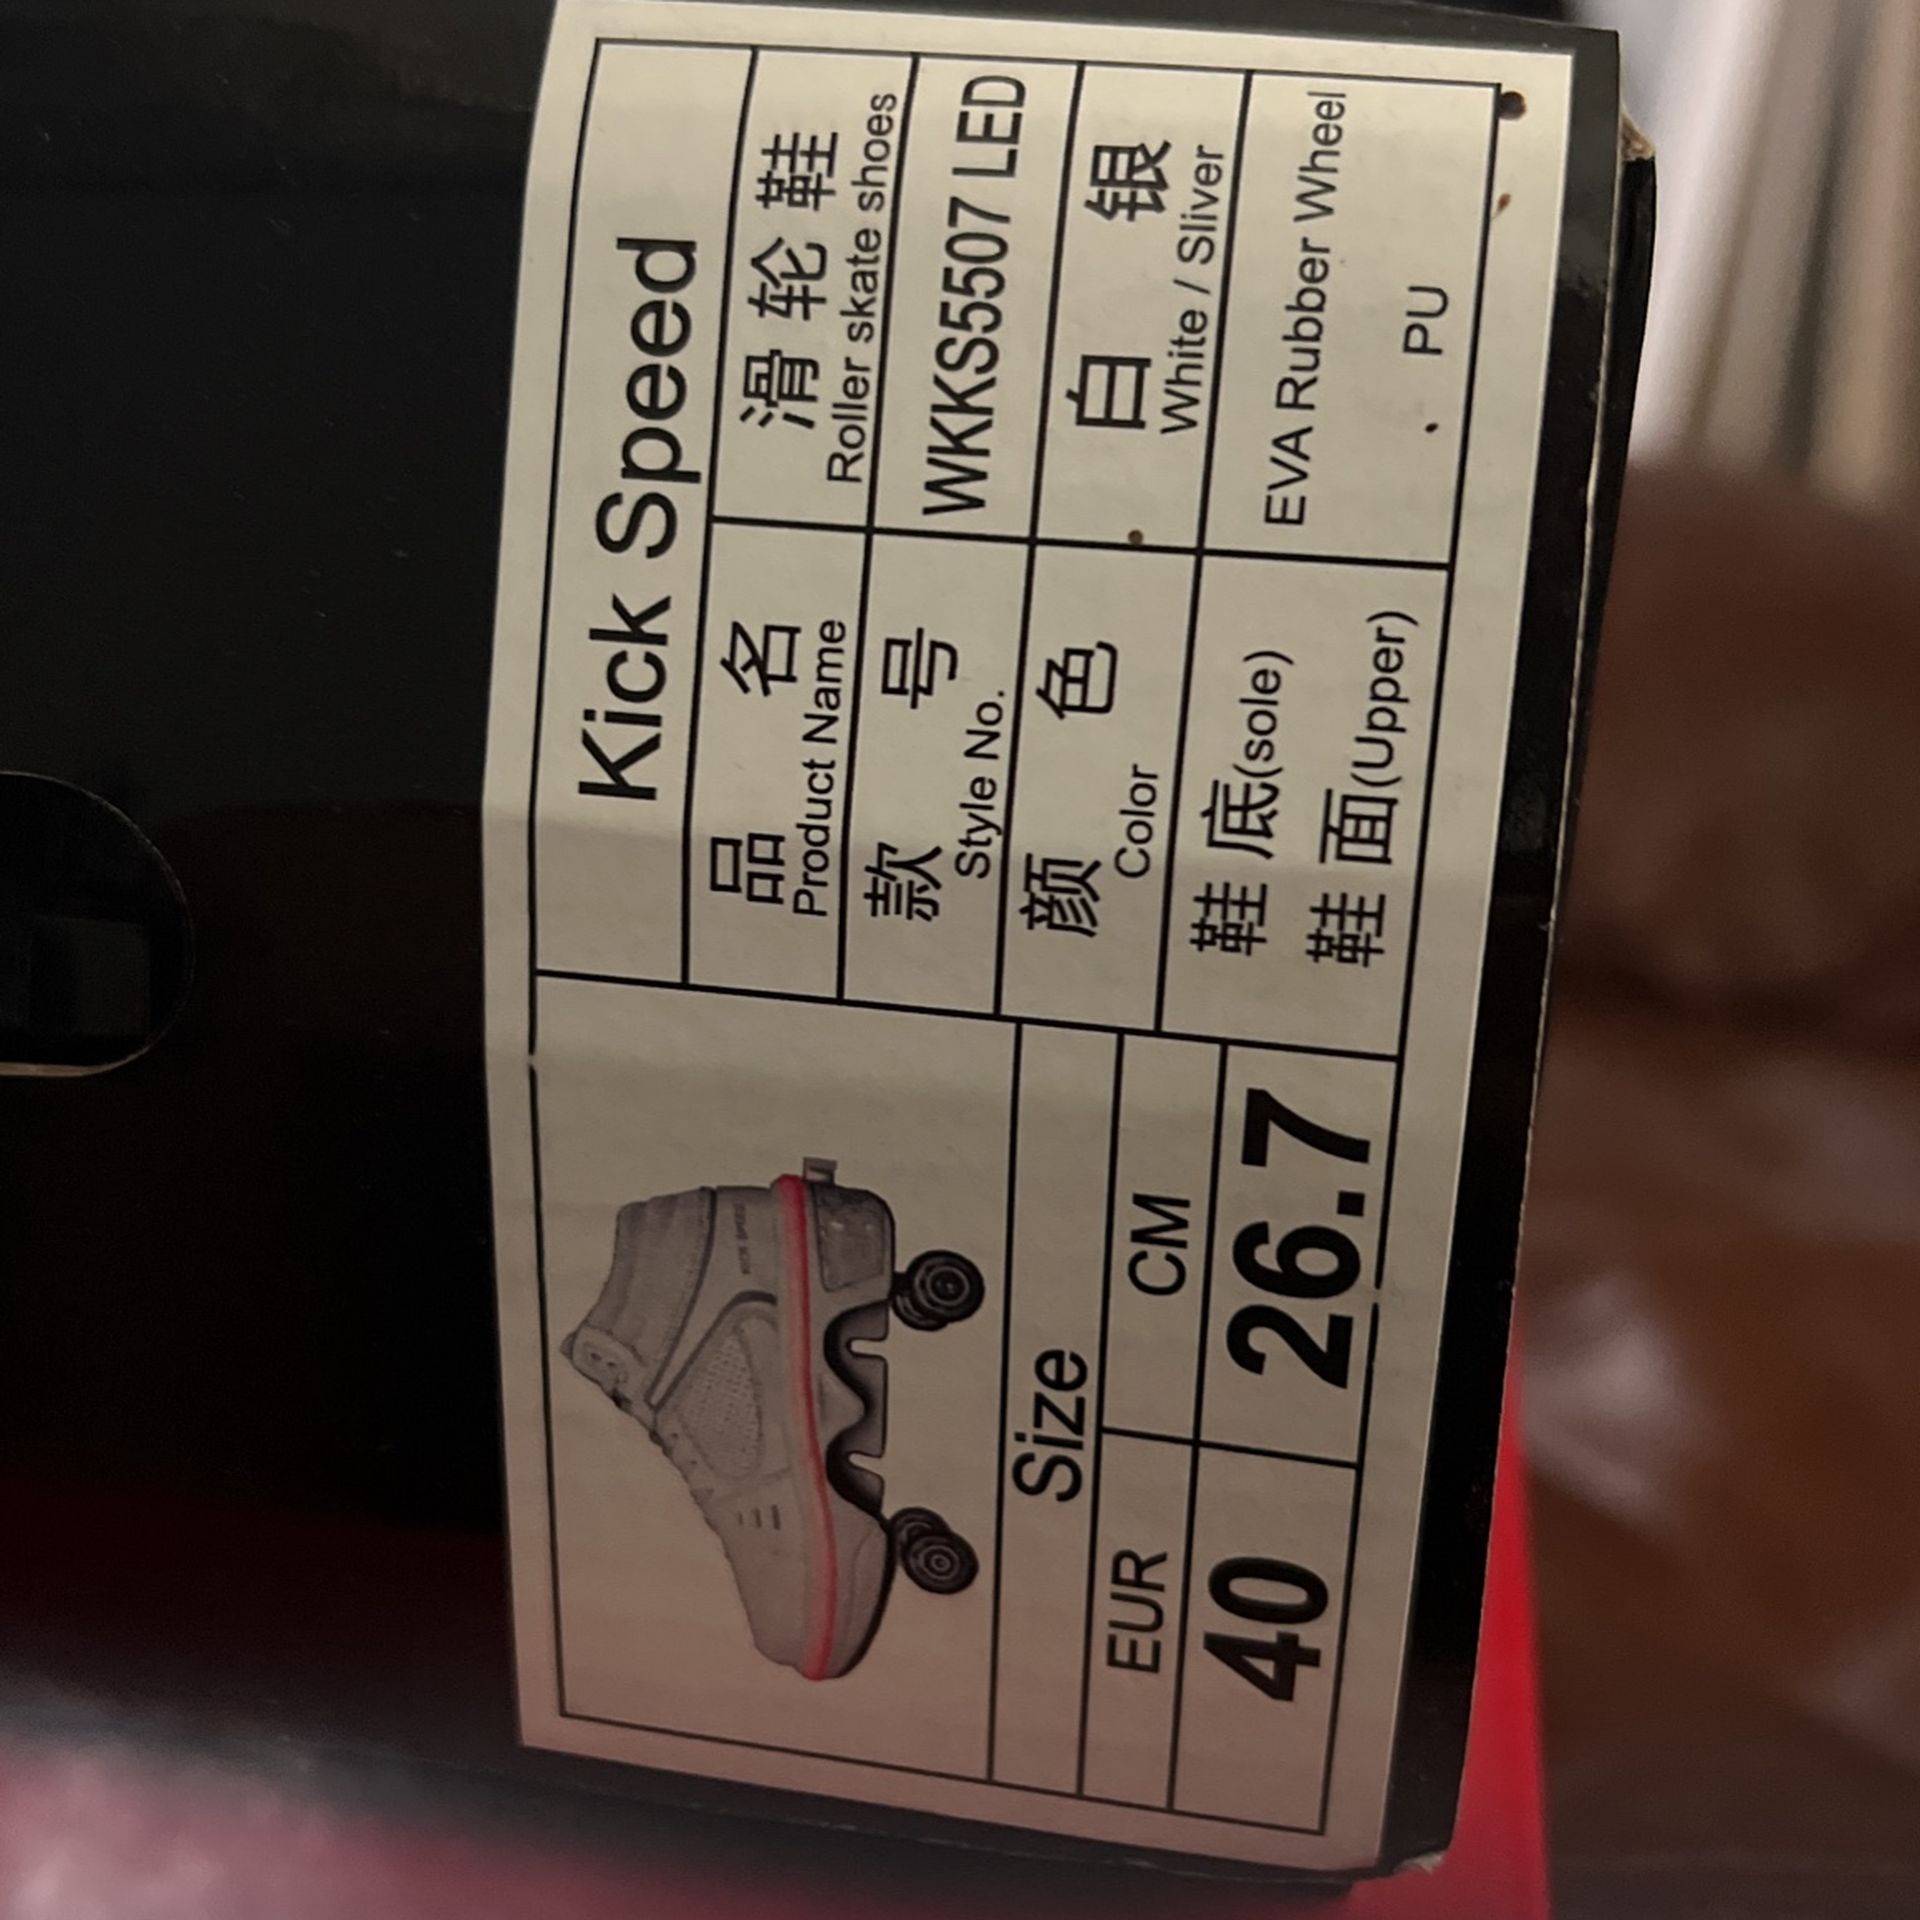 Kick Speed
品 名
Product Name
滑 轮 鞋
Roller skate shoes
款 号
Style No.
WKKS5507 LED
颜 色
Color
白 银
White / Sliver
鞋 底(sole)
EVA Rubber Wheel
鞋 面(Upper)
PU
Size
EUR
CM
40
26.7